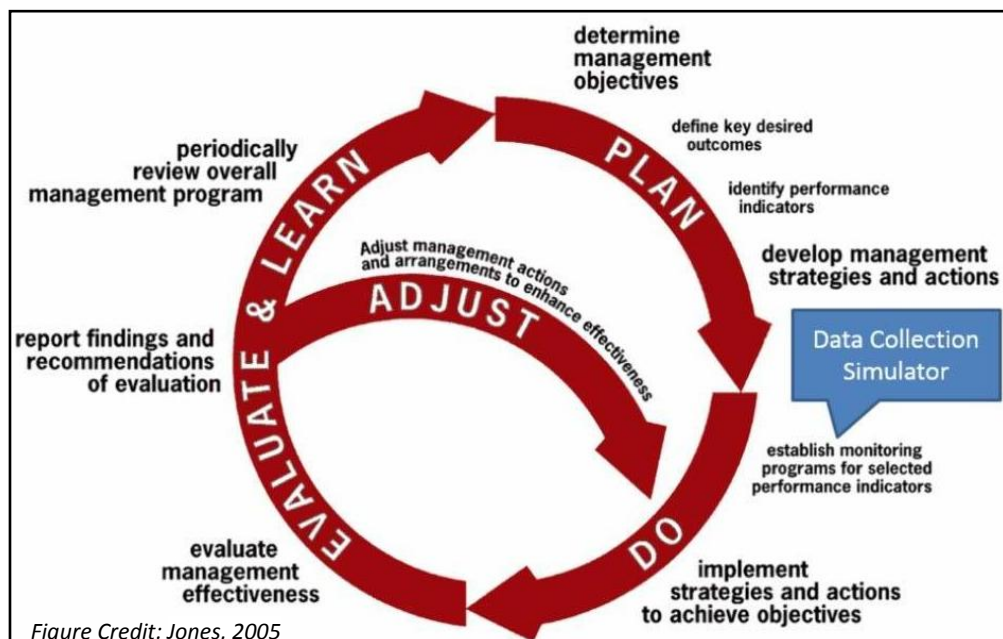 determine
management
objectives
define key desired
outcomes
identify performance
indicators
develop management
strategies and actions
PLAN
Data Collection
Simulator
establish monitoring
programs for selected
performance indicators
DO
implement
strategies and actions
to achieve objectives
evaluate
management
effectiveness
EVALUATE & LEARN
report findings and
recommendations
of evaluation
periodically
review overall
management program
Adjust management actions
and arrangements to enhance effectiveness
ADJUST
Figure Credit: Jones, 2005